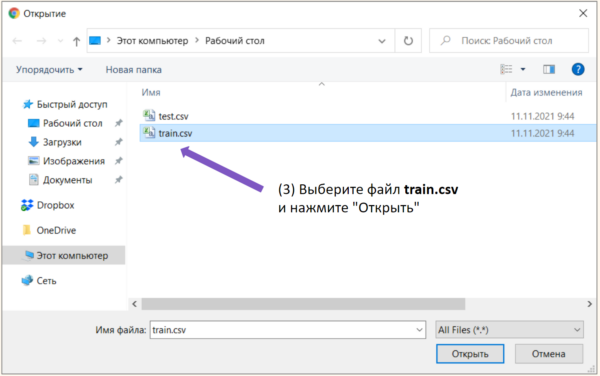 Открытие
Этот компьютер > Рабочий стол
Поиск: Рабочий стол
Упорядочить
Новая папка
?
Имя
Дата изменения
Быстрый доступ
Рабочий стол
Загрузки
Изображения
Документы
Dropbox
OneDrive
Этот компьютер
Сеть
test.csv 11.11.2021 9:44
train.csv 11.11.2021 9:44
(3) Выберите файл train.csv
и нажмите "Открыть"
Имя файла: train.csv
All Files (*.*)
Открыть
Отмена